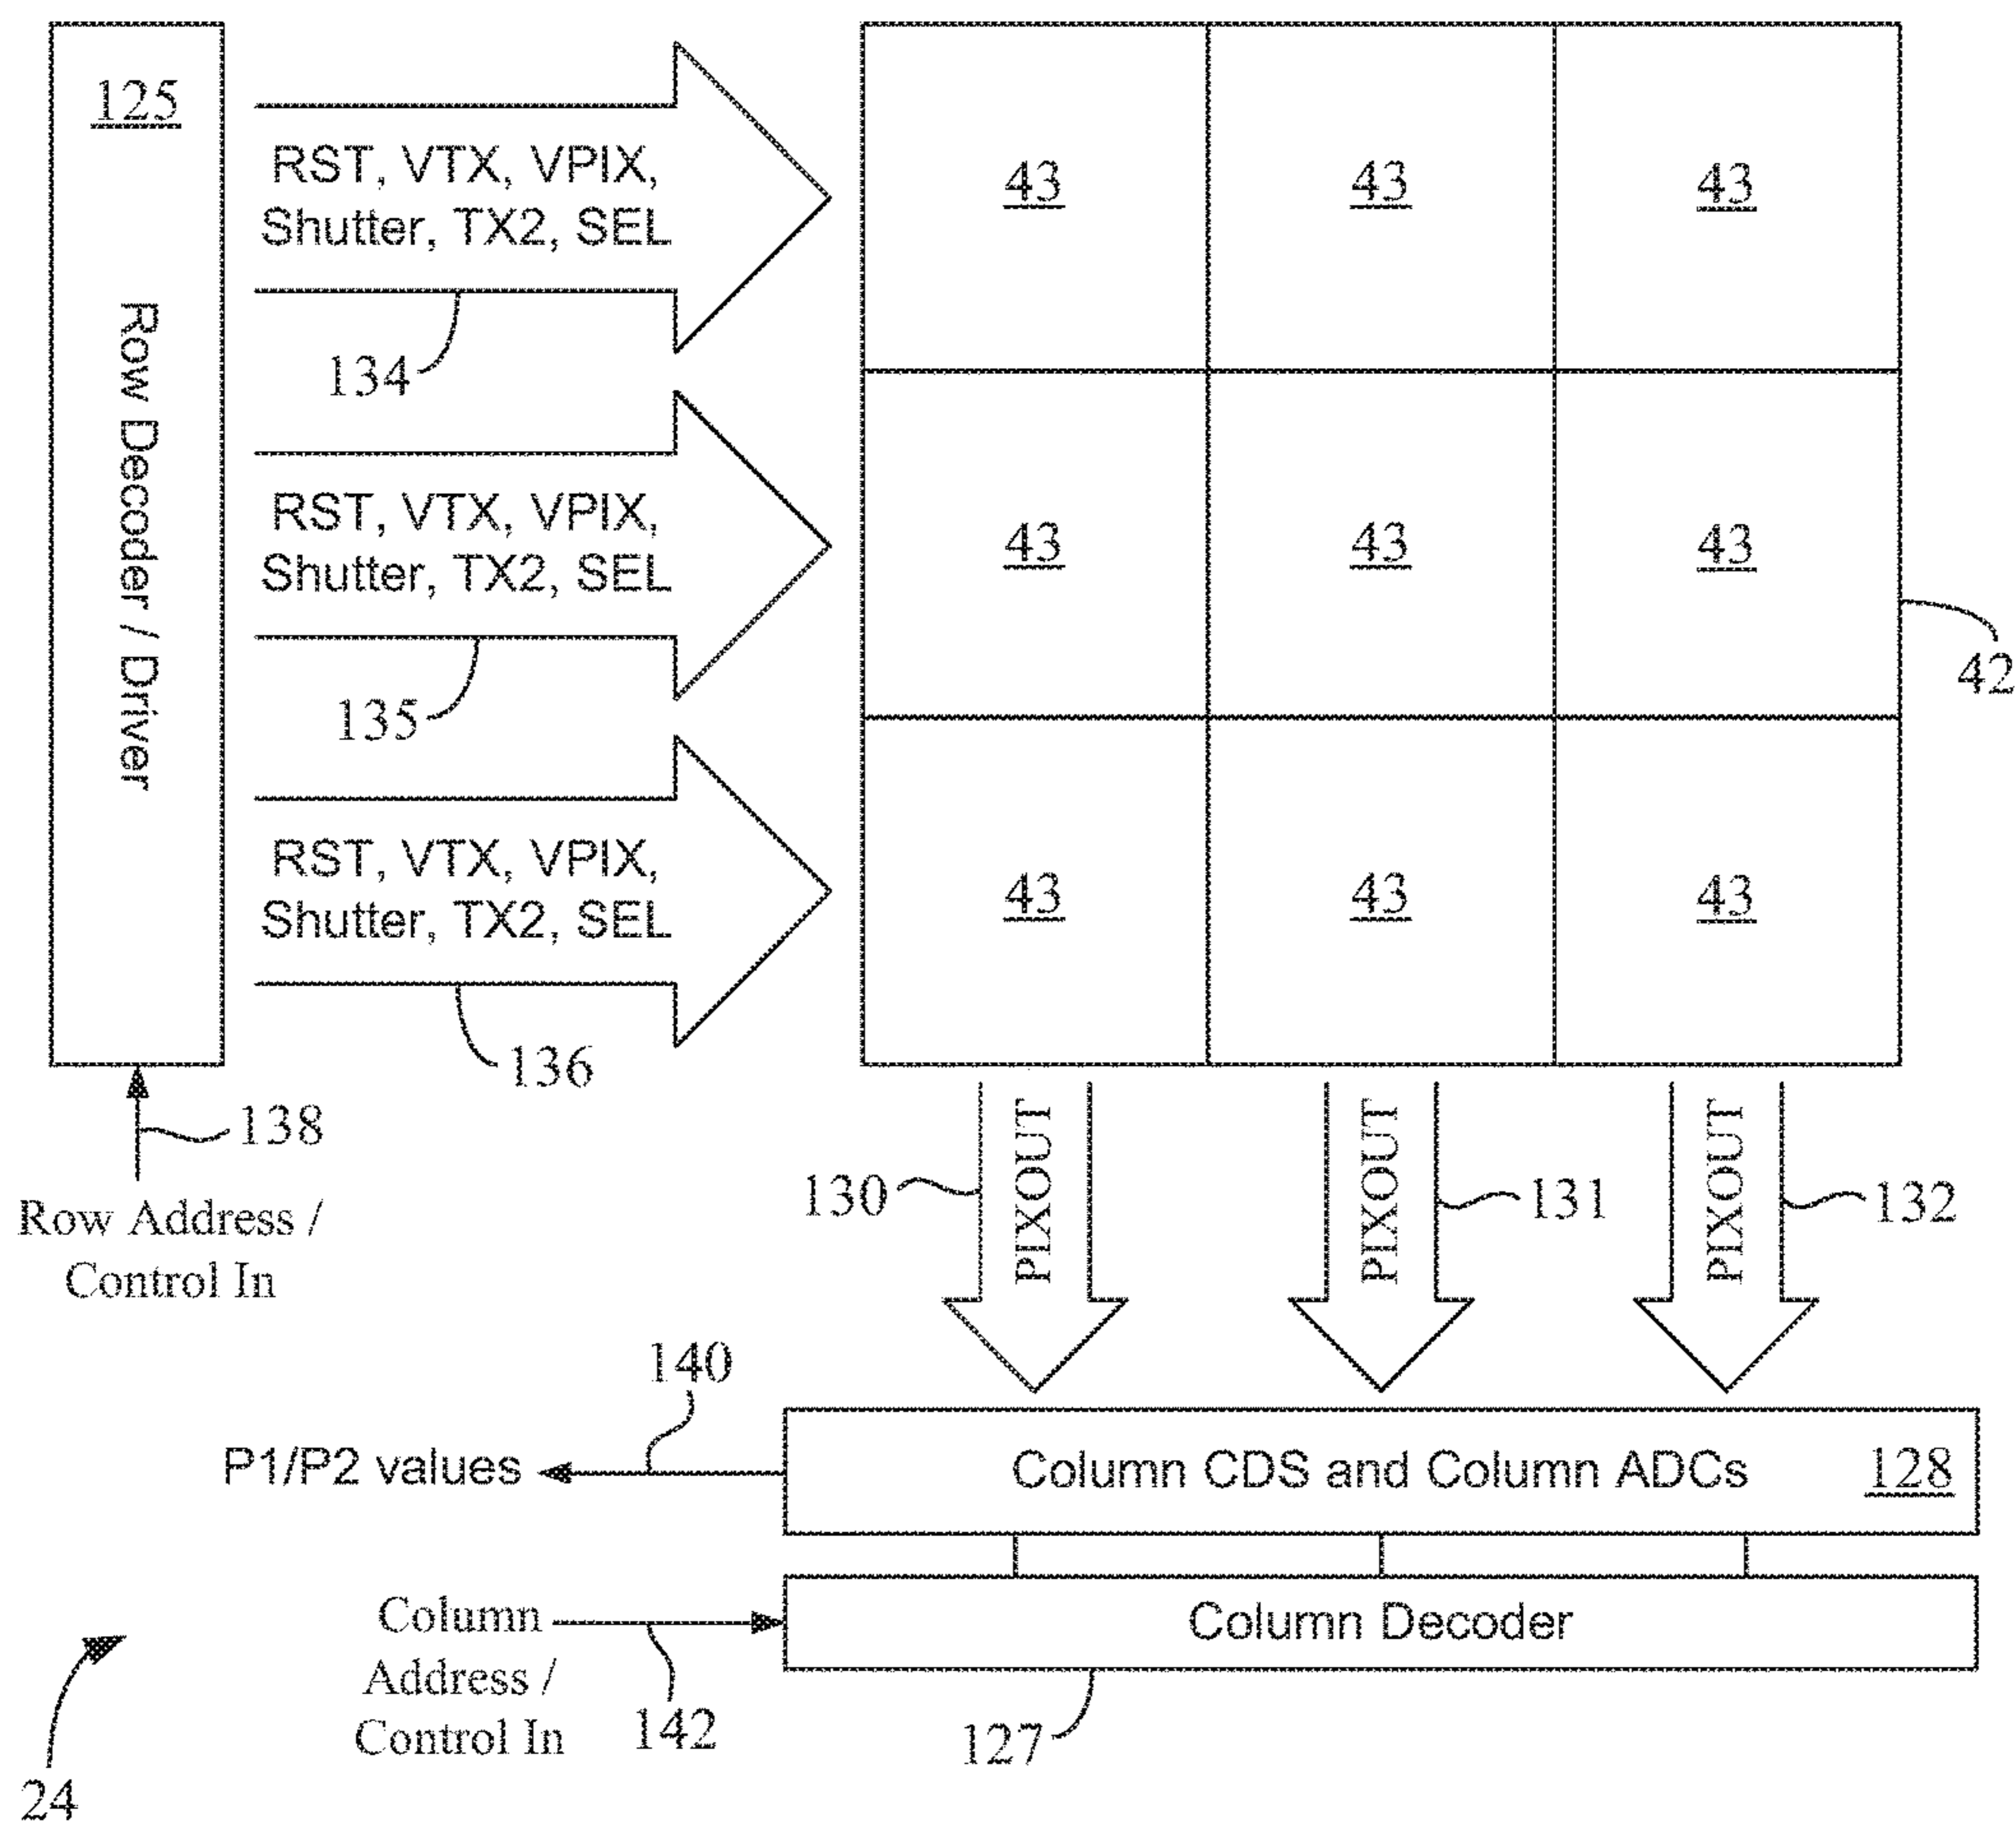 125
Row Decoder / Driver
RST, VTX, VPIX,
Shutter, TX2, SEL
134
RST, VTX, VPIX,
Shutter, TX2, SEL
135
RST, VTX, VPIX,
Shutter, TX2, SEL
136
43 43 43
43 43 43
43 43 43
42
138
Row Address /
Control In
130 PIXOUT
PIXOUT 131
PIXOUT 132
140
P1/P2 values
Column CDS and Column ADCs 128
Column
Address /
Control In
142
Column Decoder
127
24